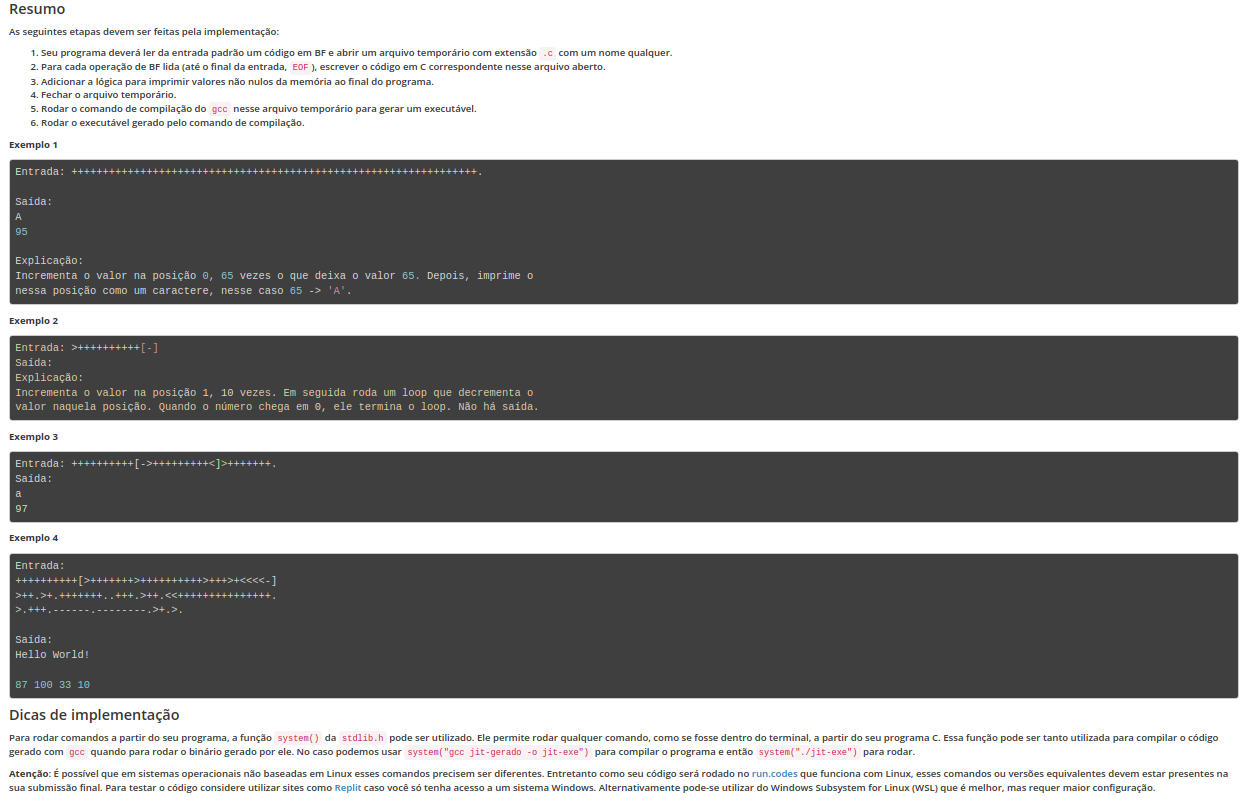 Resumo
As seguintes etapas devem ser feitas pela implementação:
1. Seu programa deverá ler da entrada padrão um código em BF e abrir um arquivo temporário com extensão .c com um nome qualquer.
2. Para cada operação de BF lida (até o final da entrada, EOF), escrever o código em C correspondente nesse arquivo aberto.
3. Adicionar a lógica para imprimir valores não nulos da memória ao final do programa.
4. Fechar o arquivo temporário.
5. Rodar o comando de compilação do gcc nesse arquivo temporário para gerar um executável.
6. Rodar o executável gerado pelo comando de compilação.
Exemplo 1
Entrada: +++++++++++++++++++++++++++++++++++++++++++++++++++++++++++++++++.
Saída:
A
95
Explicação:
Incrementa o valor na posição 0, 65 vezes o que deixa o valor 65. Depois, imprime o
nessa posição como um caractere, nesse caso 65 -> 'A'.
Exemplo 2
Entrada: >++++++++++[-]
Saída:
Explicação:
Incrementa o valor na posição 1, 10 vezes. Em seguida roda um loop que decrementa o
valor naquela posição. Quando o número chega em 0, ele termina o loop. Não há saída.
Exemplo 3
Entrada: ++++++++++[->+++++++++<]>+++++++.
Saída:
a
97
Exemplo 4
Entrada:
++++++++++[>+++++++>++++++++++>+++>+<<<<-]
>++.>+.+++++++..+++.>++.<<+++++++++++++++.
>.+++.------.--------.>+.>.
Saída:
Hello World!
87 100 33 10
Dicas de implementação
Para rodar comandos a partir do seu programa, a função system() da stdlib.h pode ser utilizado. Ele permite rodar qualquer comando, como se fosse dentro do terminal, a partir do seu programa C. Essa função pode ser tanto utilizada para compilar o código
gerado com gcc quando para rodar o binário gerado por ele. No caso podemos usar system("gcc jit-gerado -o jit-exe") para compilar o programa e então system("./jit-exe") para rodar.
Atenção: É possível que em sistemas operacionais não baseadas em Linux esses comandos precisem ser diferentes. Entretanto como seu código será rodado no run.codes que funciona com Linux, esses comandos ou versões equivalentes devem estar presentes na
sua submissão final. Para testar o código considere utilizar sites como Replit caso você só tenha acesso a um sistema Windows. Alternativamente pode-se utilizar do Windows Subsystem for Linux (WSL) que é melhor, mas requer maior configuração.